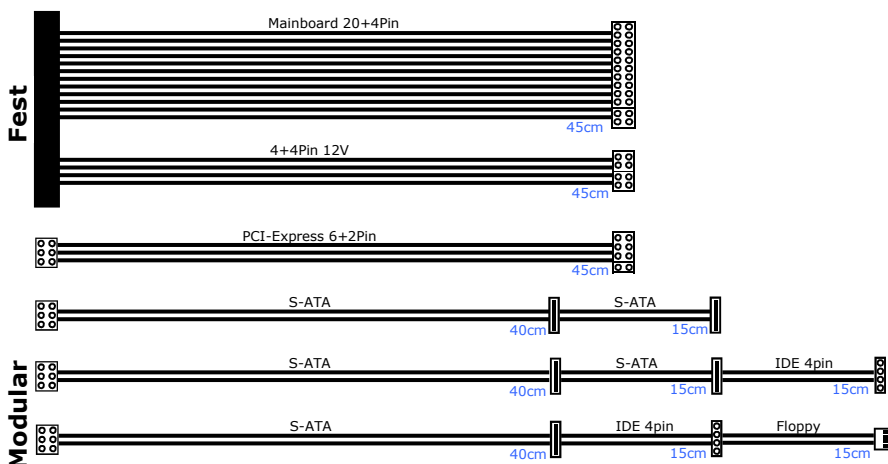 Fest
Mainboard 20+4Pin
45cm
4+4Pin 12V
45cm
Modular
PCI-Express 6+2Pin
45cm
S-ATA S-ATA
40cm 15cm
S-ATA S-ATA IDE 4pin
40cm 15cm 15cm
S-ATA IDE 4pin Floppy
40cm 15cm 15cm